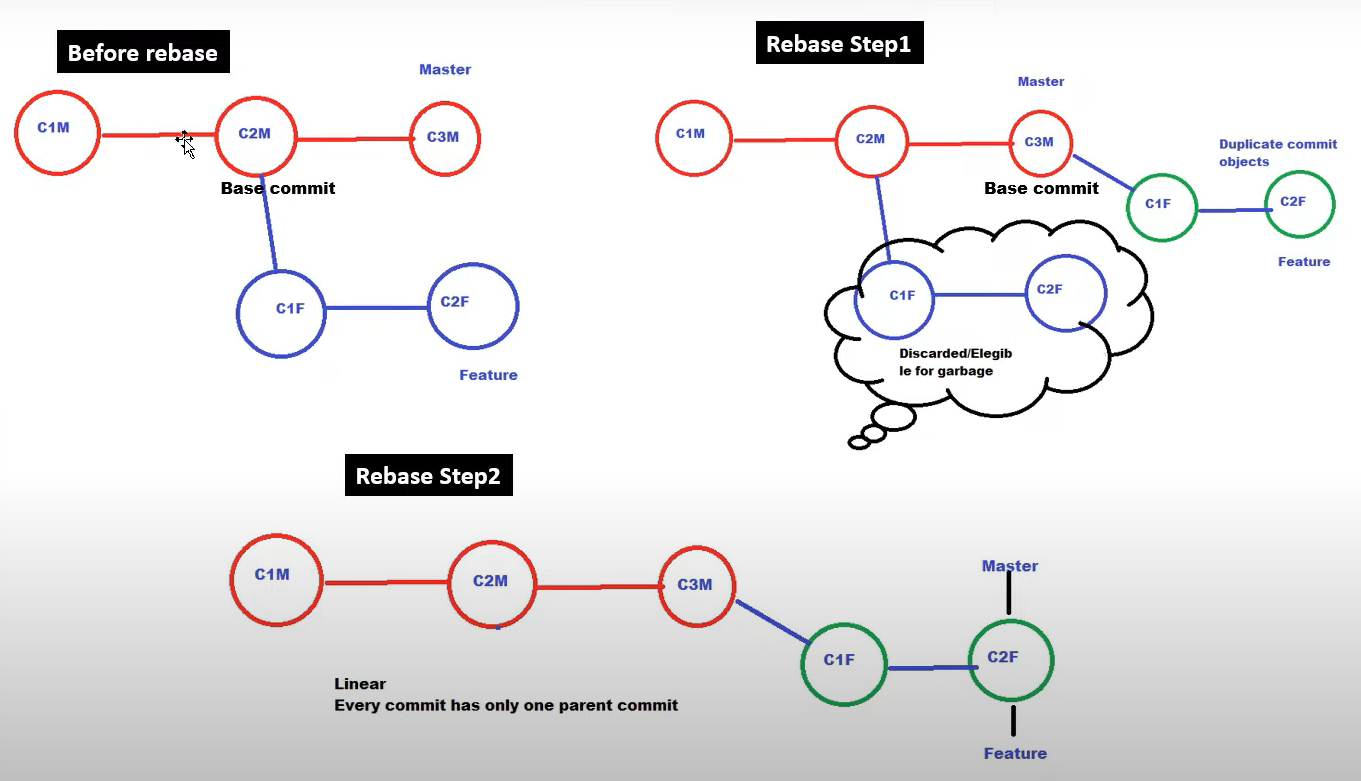 Before rebase
Master
C1M
C2M
C3M
Base commit
C1F
C2F
Feature
Rebase Step1
Master
C1M
C2M
C3M
Base commit
Duplicate commit
objects
C1F
C2F
Feature
C1F
C2F
Discarded/Elegib
le for garbage
Rebase Step2
C1M
C2M
C3M
Master
C1F
C2F
Feature
Linear
Every commit has only one parent commit